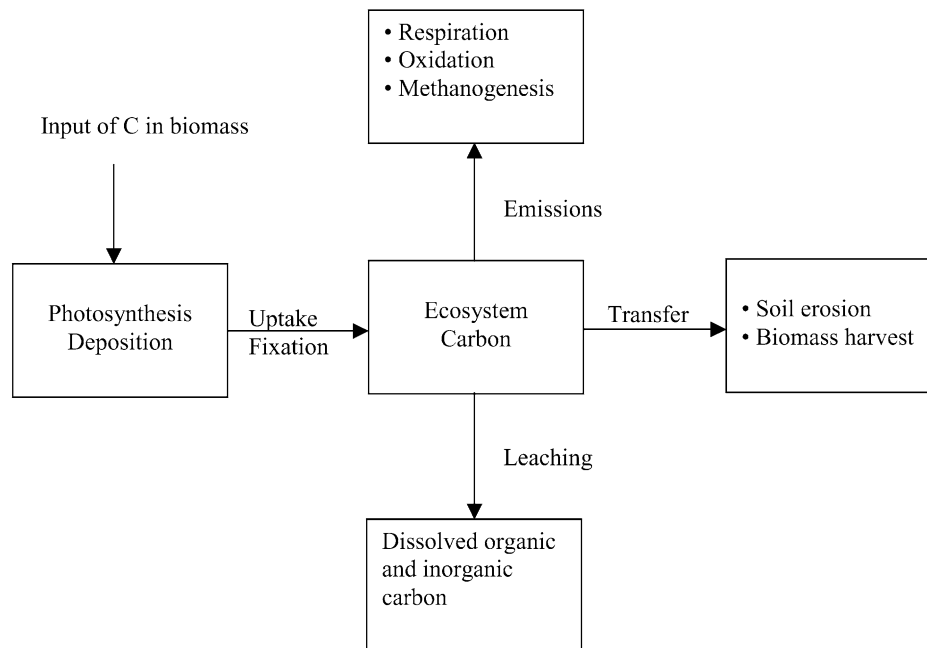 • Respiration
• Oxidation
• Methanogenesis
Input of C in biomass
Emissions
Photosynthesis
Deposition
Uptake
Fixation
Ecosystem
Carbon
Transfer
• Soil erosion
• Biomass harvest
Leaching
Dissolved organic
and inorganic
carbon